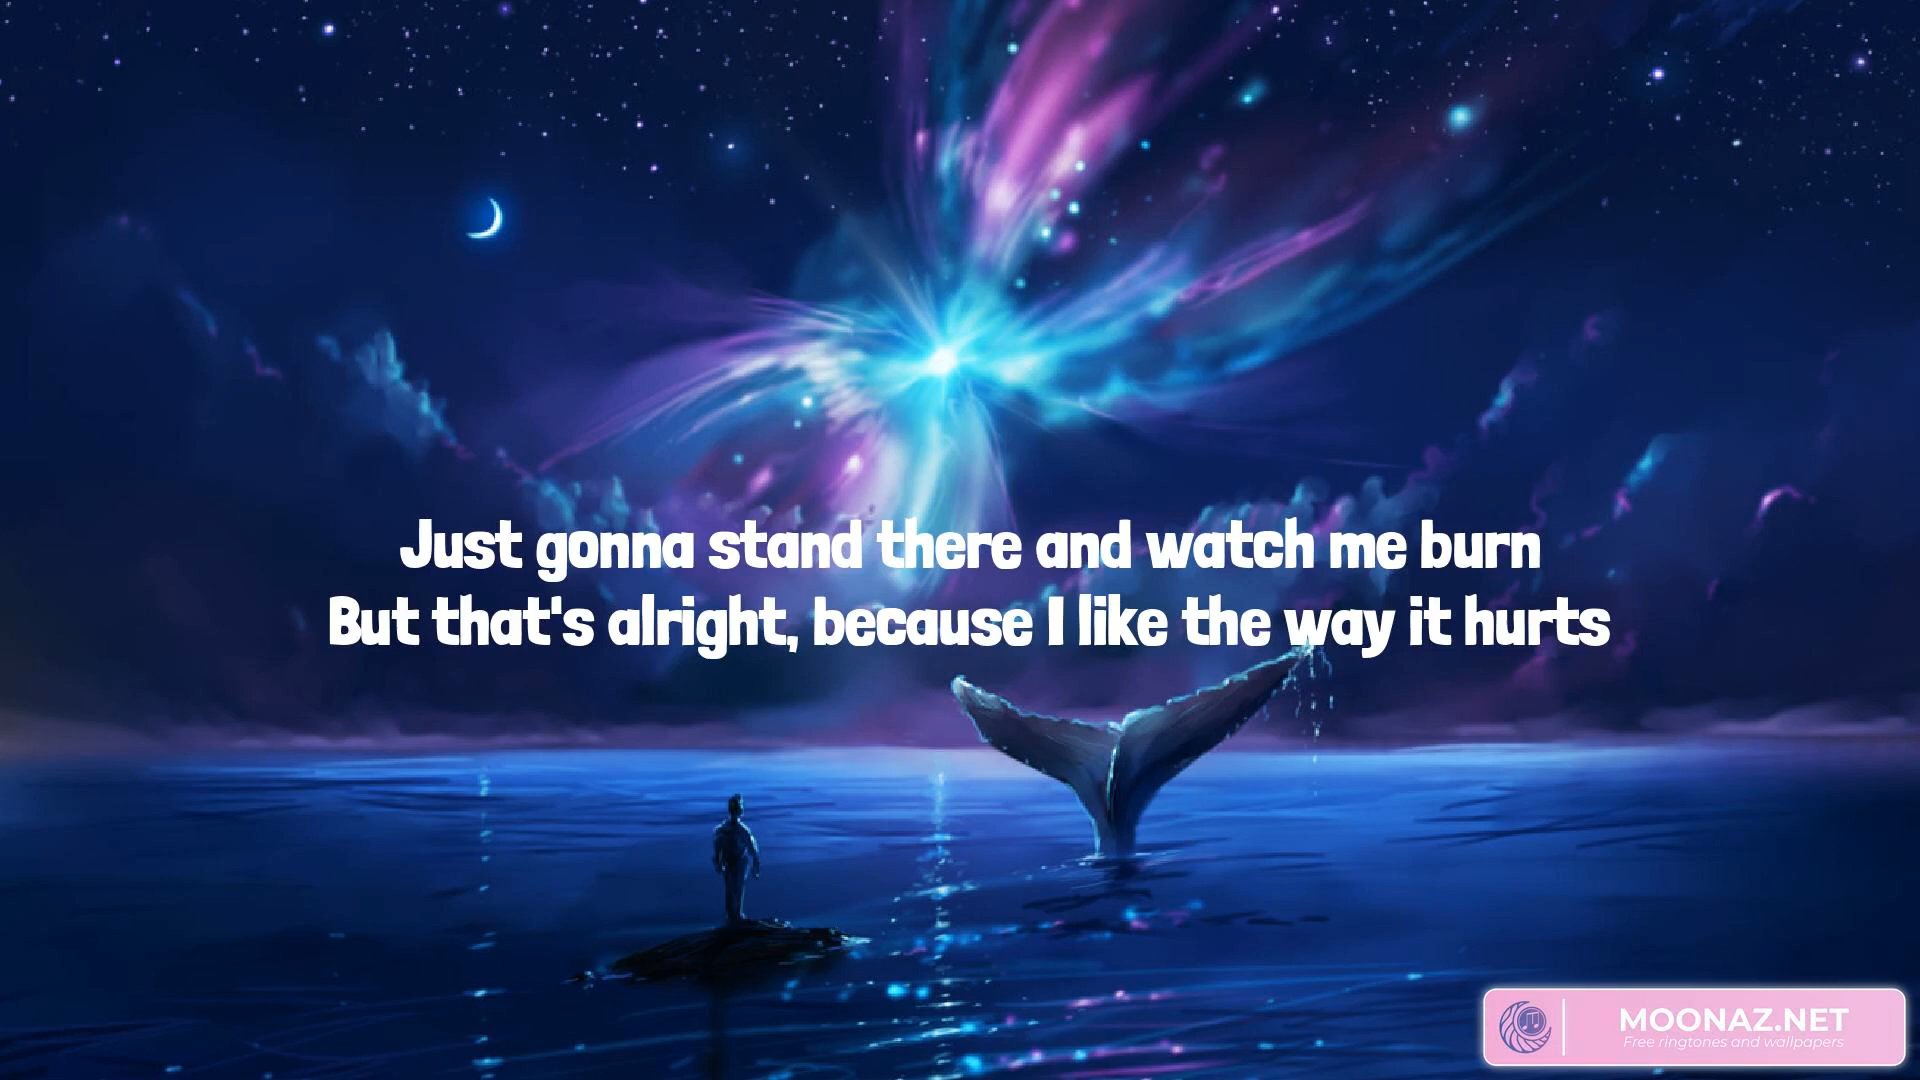 Just gonna stand there and watch me burn
But that's alright, because I like the way it hurts
MOONAZ.NET
Free ringtones and wallpapers